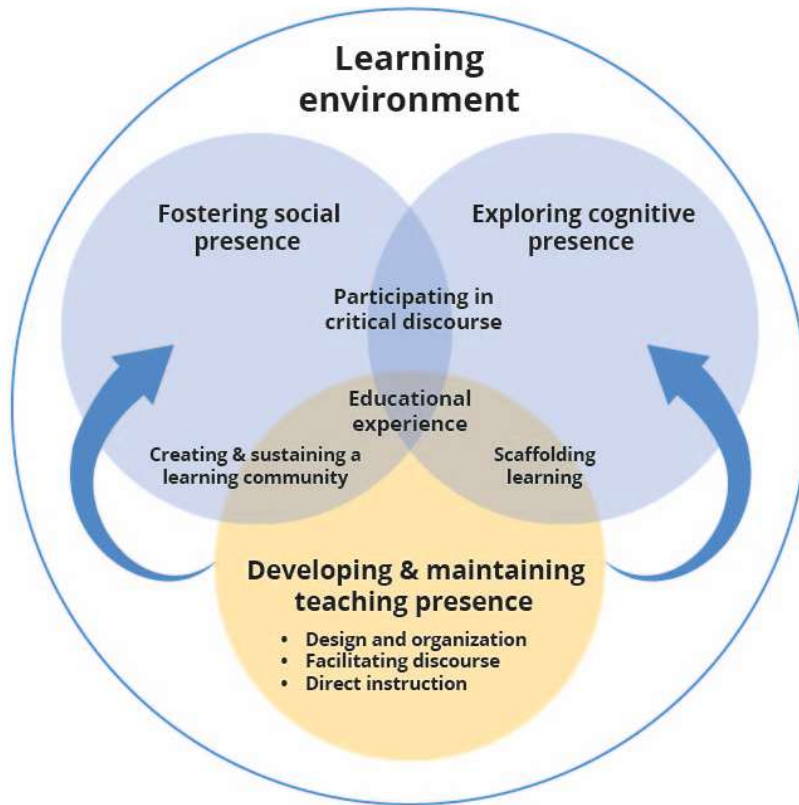 Learning
environment
Fostering social
presence
Exploring cognitive
presence
Participating in
critical discourse
Educational
experience
Creating & sustaining a
learning community
Scaffolding
learning
Developing & maintaining
teaching presence
• Design and organization
• Facilitating discourse
• Direct instruction